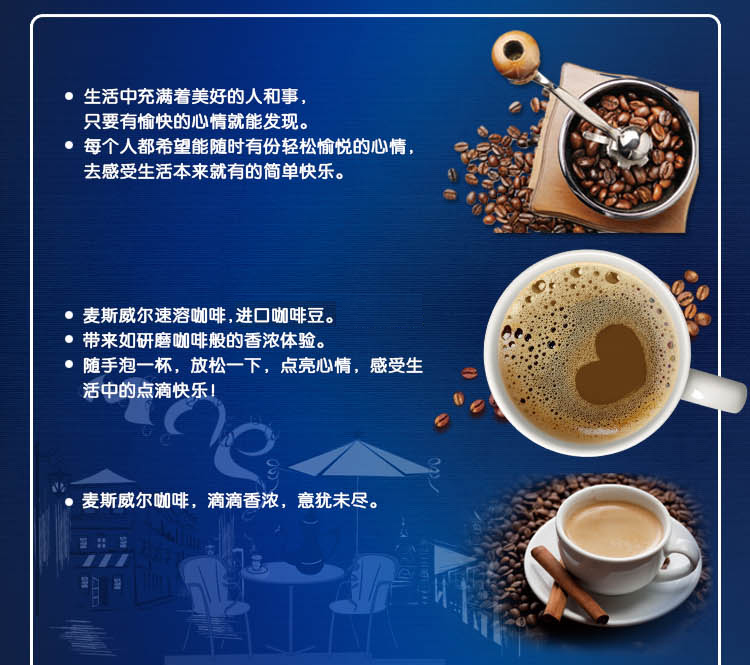 生活中充满着美好的人和事，
只要有愉快的心情就能发现。
每个人都希望能随时有份轻松愉悦的心情，
去感受生活本来就有的简单快乐。
麦斯威尔速溶咖啡,进口咖啡豆。
带来如研磨咖啡般的香浓体验。
随手泡一杯，放松一下，点亮心情，感受生
活中的点滴快乐！
麦斯威尔咖啡，滴滴香浓，意犹未尽。